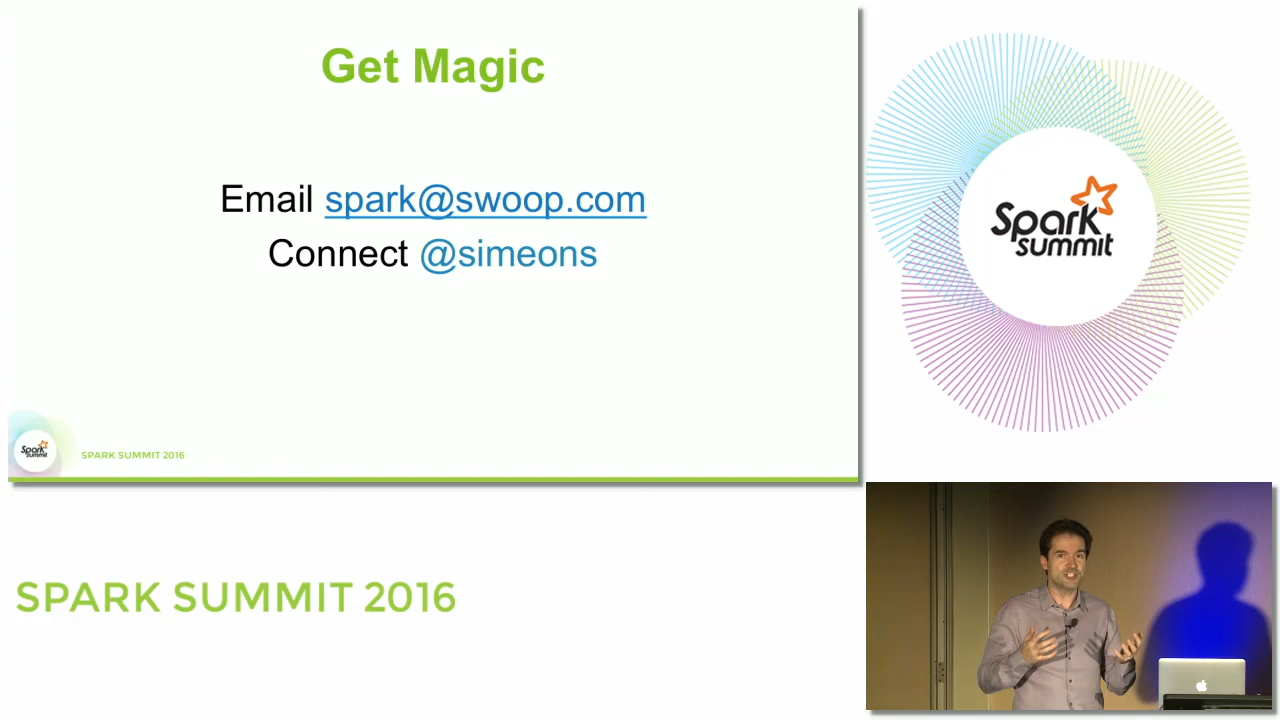 Get Magic
Email spark@swoop.com
Connect @simeons
Spark
summit
SPARK SUMMIT 2016
Spark
summit
SPARK SUMMIT 2016